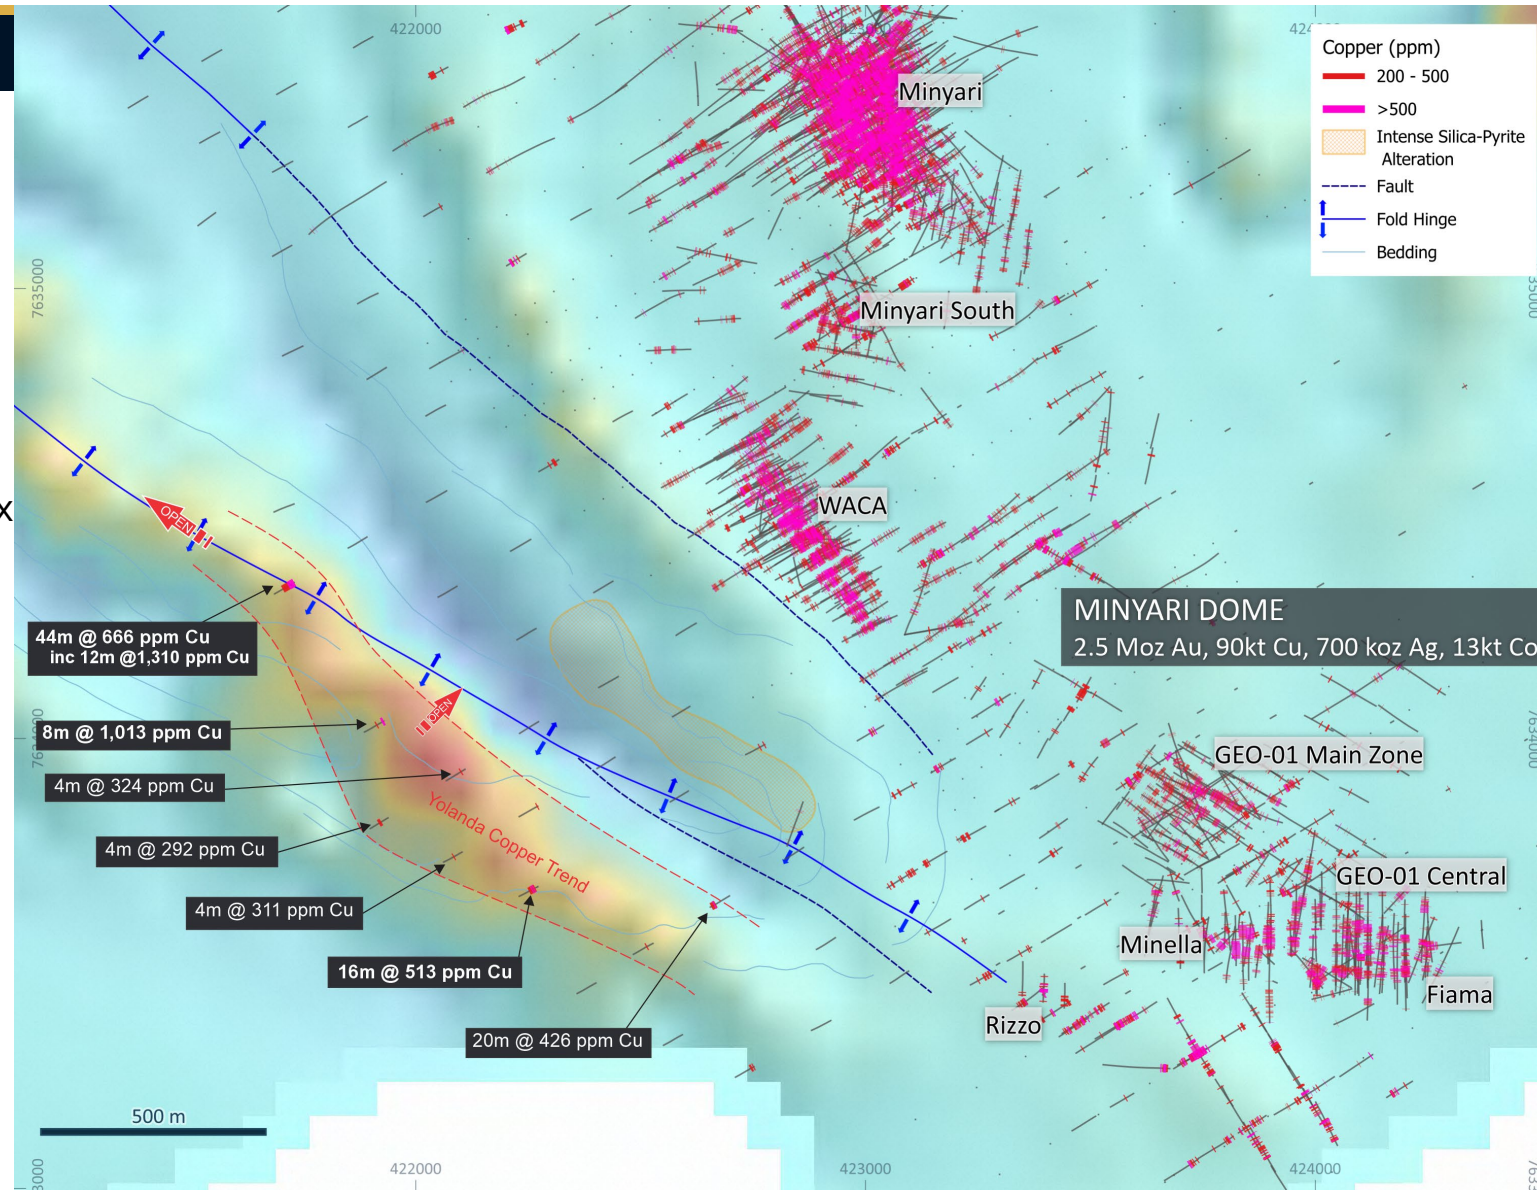 422000
423000
Minyari
Copper (ppm)
200 - 500
>500
Intense Silica-Pyrite
Alteration
Fault
Fold Hinge
Bedding
7635000
Minyari South
x
OPEN
WACA
44m @ 666 ppm Cu
inc 12m @1,310 ppm Cu
MINYARI DOME
2.5 Moz Au, 90kt Cu, 700 koz Ag, 13kt Co
OPEN
8m @ 1,013 ppm Cu
7634000
GEO-01 Main Zone
4m @ 324 ppm Cu
Yolanda Copper Trend
4m @ 292 ppm Cu
GEO-01 Central
4m @ 311 ppm Cu
Minella
16m @ 513 ppm Cu
Fiama
Rizzo
20m @ 426 ppm Cu
500 m
422000
423000
424000